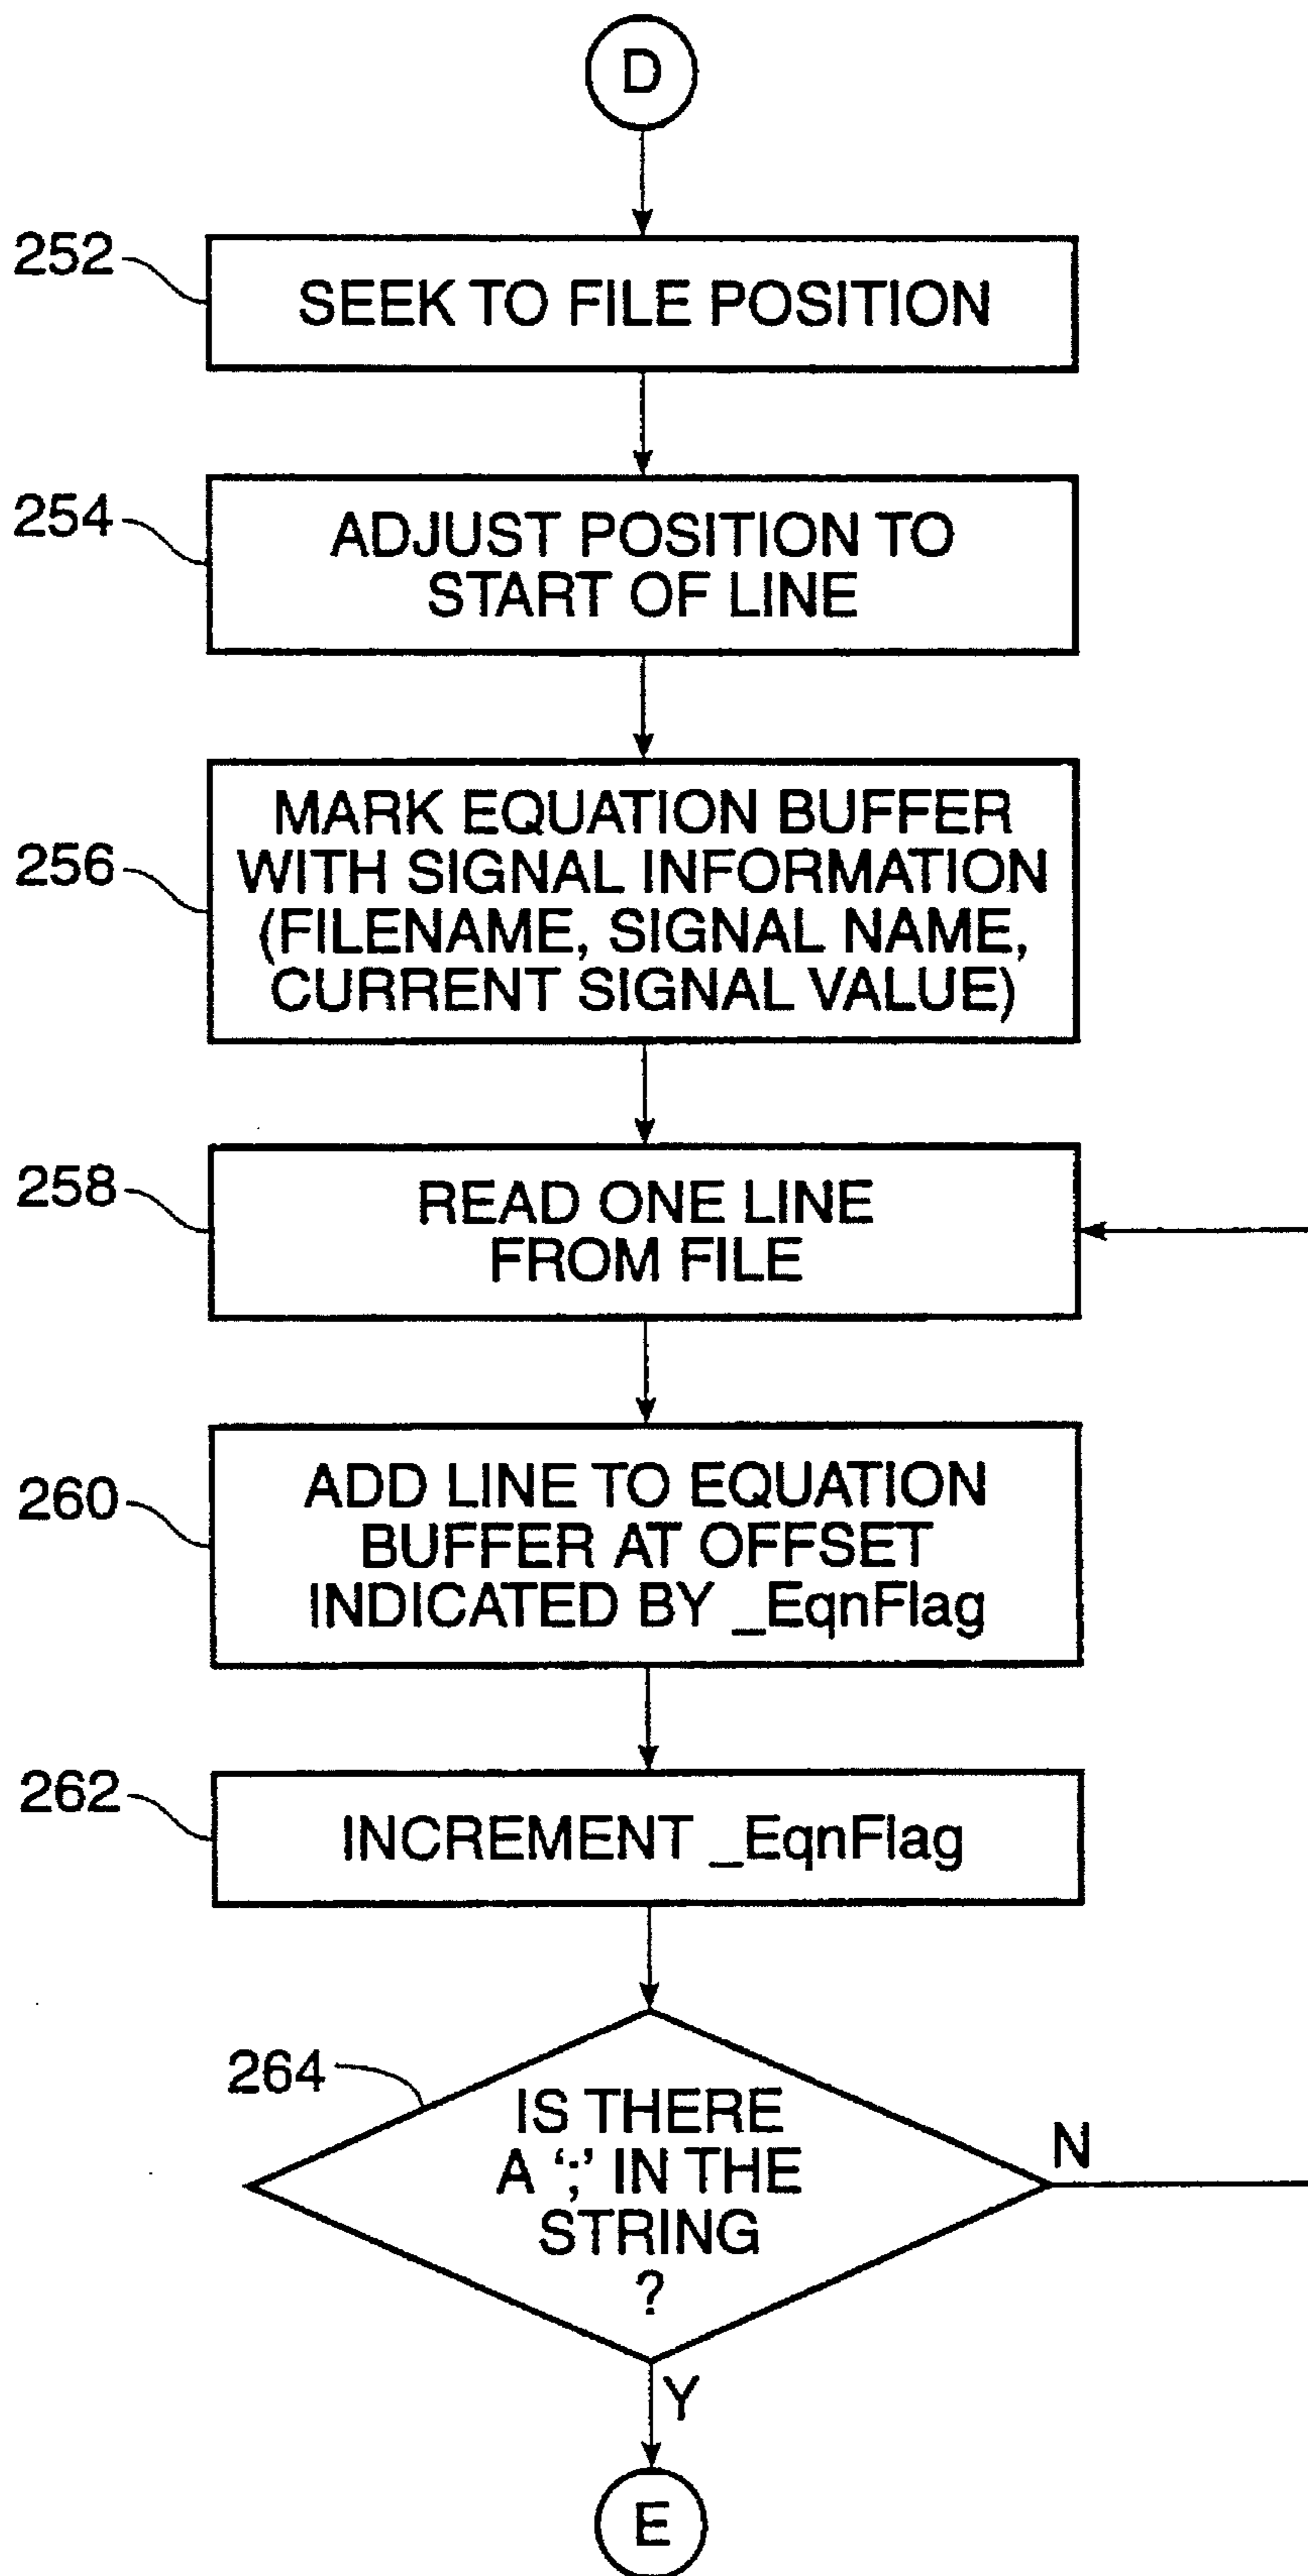 D
252
SEEK TO FILE POSITION
254
ADJUST POSITION TO
START OF LINE
256
MARK EQUATION BUFFER
WITH SIGNAL INFORMATION
(FILENAME, SIGNAL NAME,
CURRENT SIGNAL VALUE)
258
READ ONE LINE
FROM FILE
260
ADD LINE TO EQUATION
BUFFER AT OFFSET
INDICATED BY _EqnFlag
262
INCREMENT _EqnFlag
264
IS THERE
A ‘;’ IN THE
STRING
?
N
Y
E